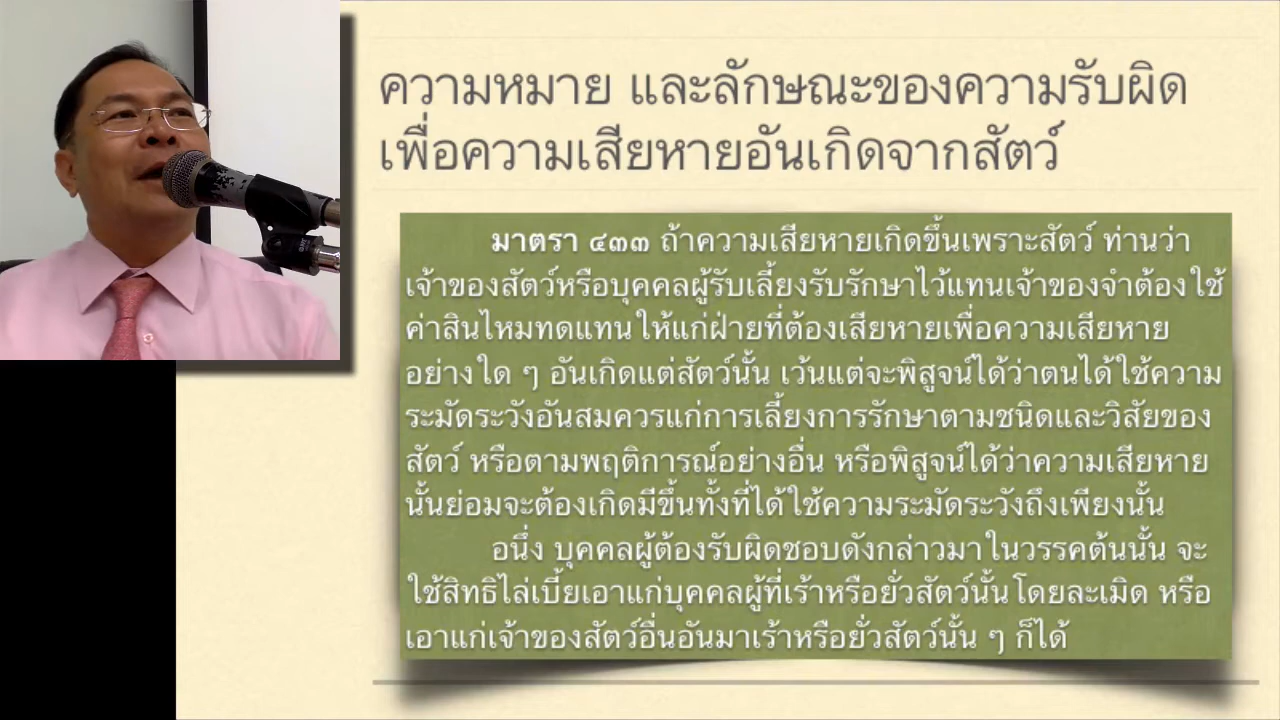 ความหมาย และลักษณะของความรับผิด
เพื่อความเสียหายอันเกิดจากสัตว์
มาตรา ๔๓๓ ถ้าความเสียหายเกิดขึ้นเพราะสัตว์ ท่านว่า
เจ้าของสัตว์หรือบุคคลผู้รับเลี้ยงรับรักษาไว้แทนเจ้าของจำต้องใช้
ค่าสินไหมทดแทนให้แก่ฝ่ายที่ต้องเสียหายเพื่อความเสียหาย
อย่างใด ๆ อันเกิดแต่สัตว์นั้น เว้นแต่จะพิสูจน์ได้ว่าตนได้ใช้ความ
ระมัดระวังอันสมควรแก่การเลี้ยงการรักษาตามชนิดและวิสัยของ
สัตว์ หรือตามพฤติการณ์อย่างอื่น หรือพิสูจน์ได้ว่าความเสียหาย
นั้นย่อมจะต้องเกิดมีขึ้นทั้งที่ได้ใช้ความระมัดระวังถึงเพียงนั้น
อนึ่ง บุคคลผู้ต้องรับผิดชอบดังกล่าวมาในวรรคต้นนั้น จะ
ใช้สิทธิไล่เบี้ยเอาแก่บุคคลผู้ที่เร้าหรือยั่วสัตว์นั้นโดยละเมิด หรือ
เอาแก่เจ้าของสัตว์อื่นอันมาเร้าหรือยั่วสัตว์นั้น ๆ ก็ได้